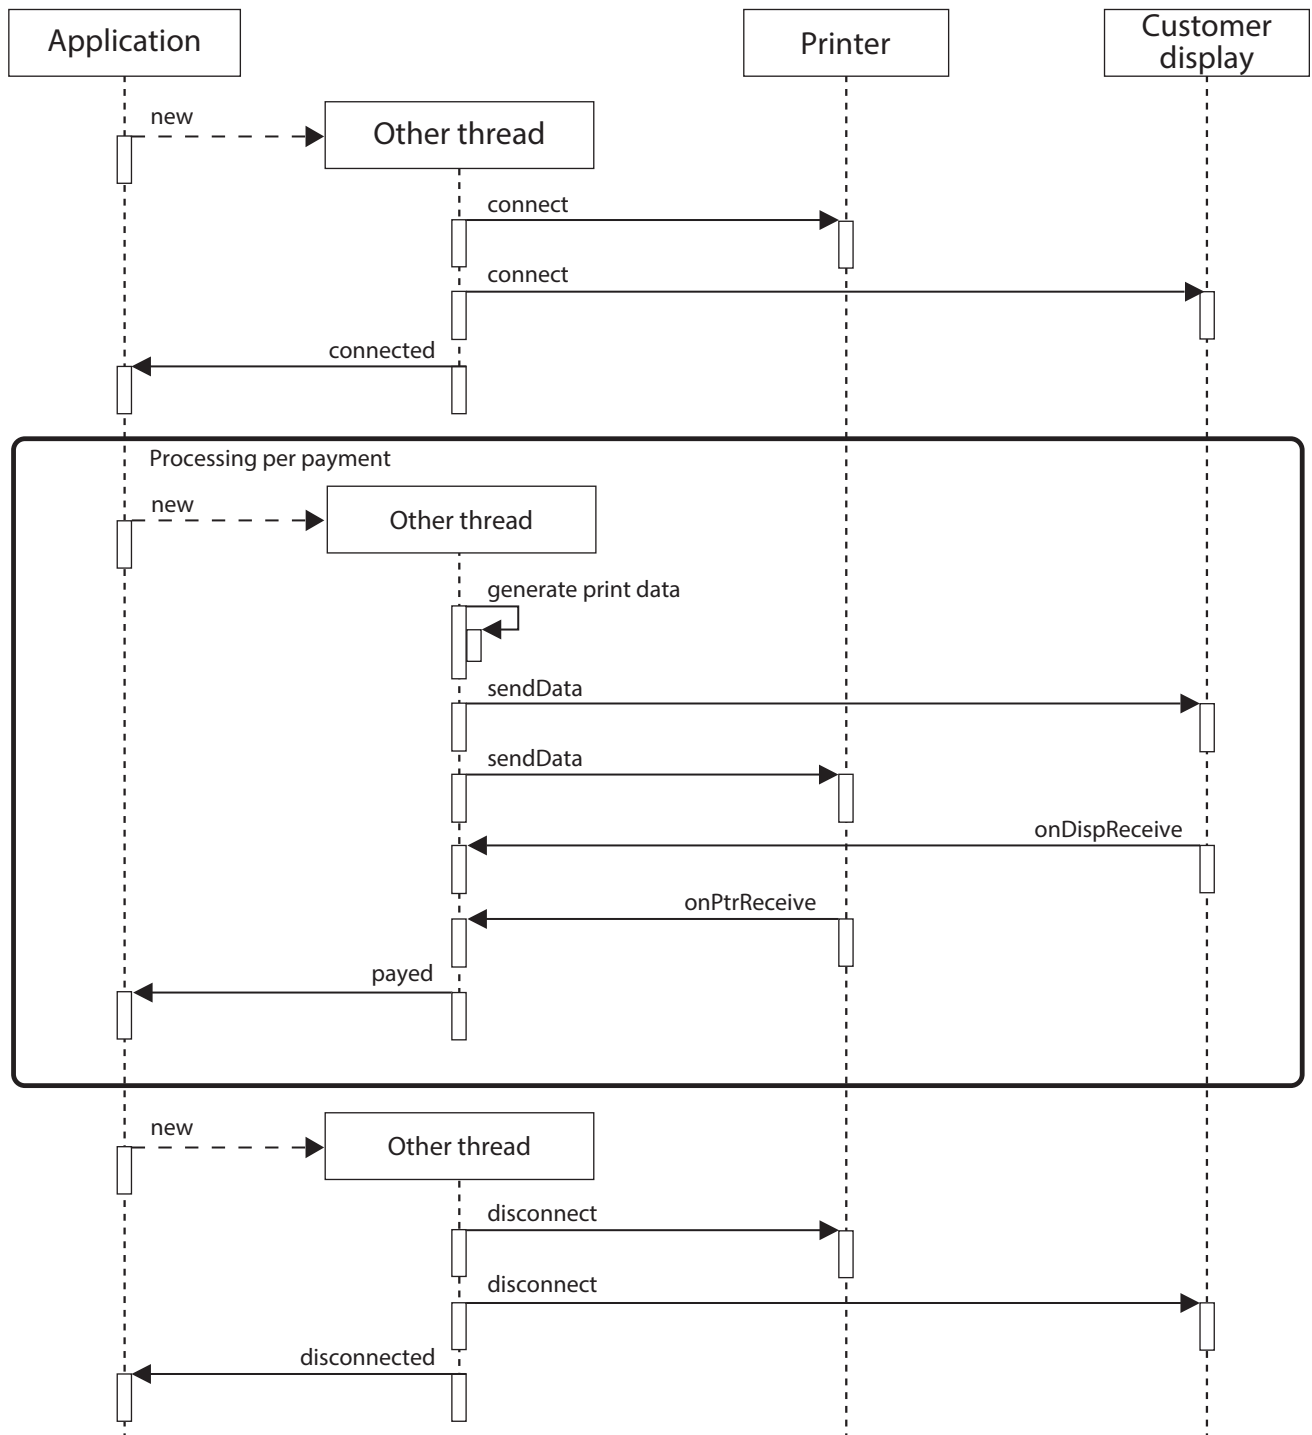 Application
Printer
Customer
display
new
Other thread
connect
connect
connected
Processing per payment
new
Other thread
generate print data
sendData
sendData
onDispReceive
onPtrReceive
payed
new
Other thread
disconnect
disconnect
disconnected